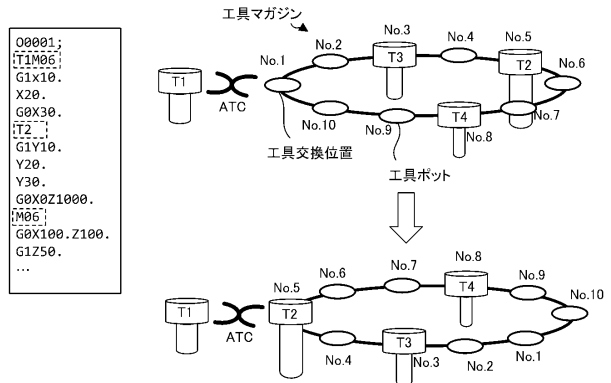 O0001;
T1M06
G1x10.
X20.
G0X30.
T2
G1Y10.
Y20.
Y30.
G0X0Z1000.
M06
G0X100.Z100.
G1Z50.
...
工具マガジン
T1
ATC
No.1
No.2
No.3
T3
No.4
No.5
T2
No.6
No.7
T4
No.8
No.9
No.10
工具交換位置
工具ポット
T1
ATC
No.5
T2
No.6
No.7
No.8
T4
No.9
No.10
No.1
No.2
T3
No.3
No.4